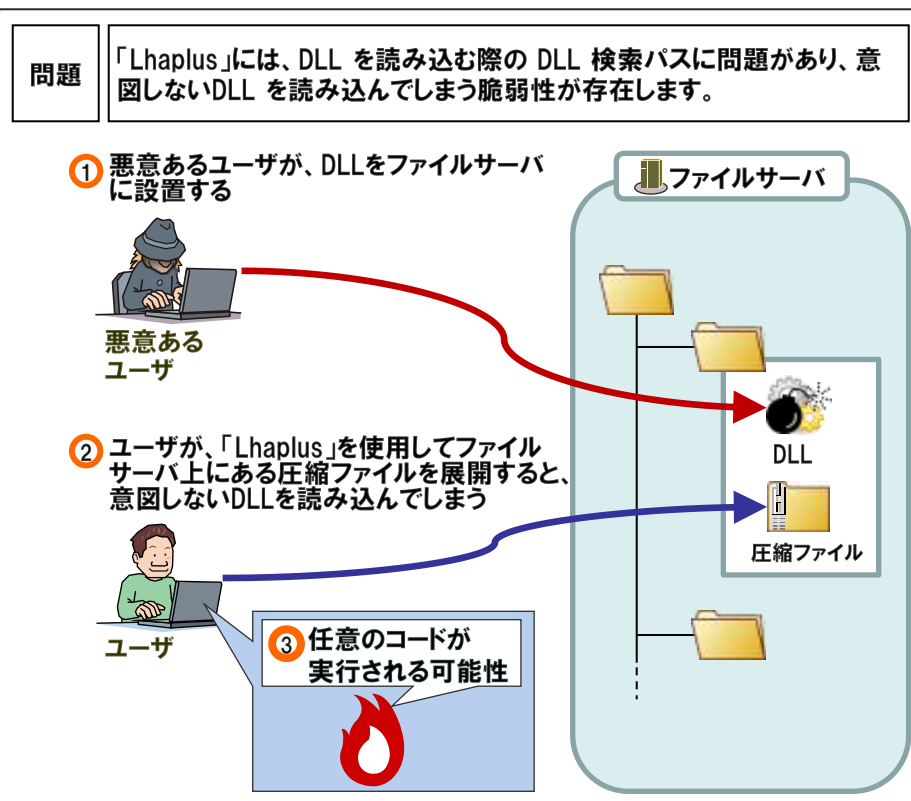 問題
「Lhaplus」には、DLL を読み込む際の DLL 検索パスに問題があり、意
図しないDLL を読み込んでしまう脆弱性が存在します。
① 悪意あるユーザが、DLLをファイルサーバ
に設置する
ファイルサーバ
悪意ある
ユーザ
DLL
圧縮ファイル
② ユーザが、「Lhaplus」を使用してファイル
サーバ上にある圧縮ファイルを展開すると、
意図しないDLLを読み込んでしまう
ユーザ
③ 任意のコードが
実行される可能性